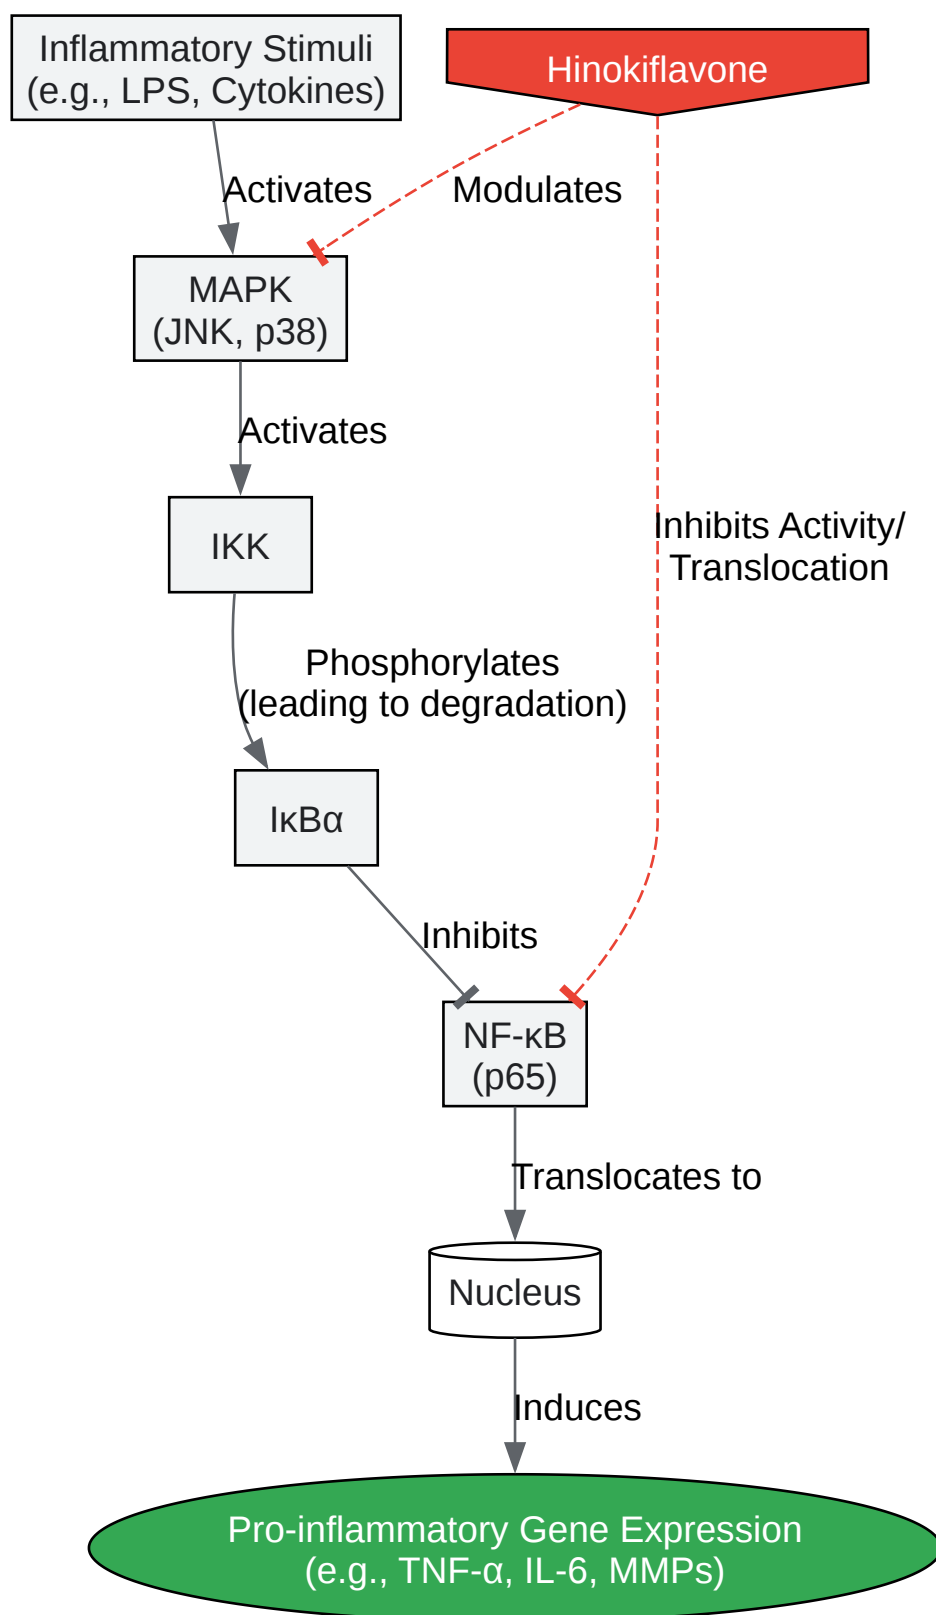 Inflammatory Stimuli
(e.g., LPS, Cytokines)
Hinokiflavone
Activates
Modulates
MAPK
(JNK, p38)
Activates
Inhibits Activity/
Translocation
IKK
Phosphorylates
(leading to degradation)
IκBα
Inhibits
NF-κB
(p65)
Translocates to
Nucleus
Induces
Pro-inflammatory Gene Expression
(e.g., TNF-α, IL-6, MMPs)